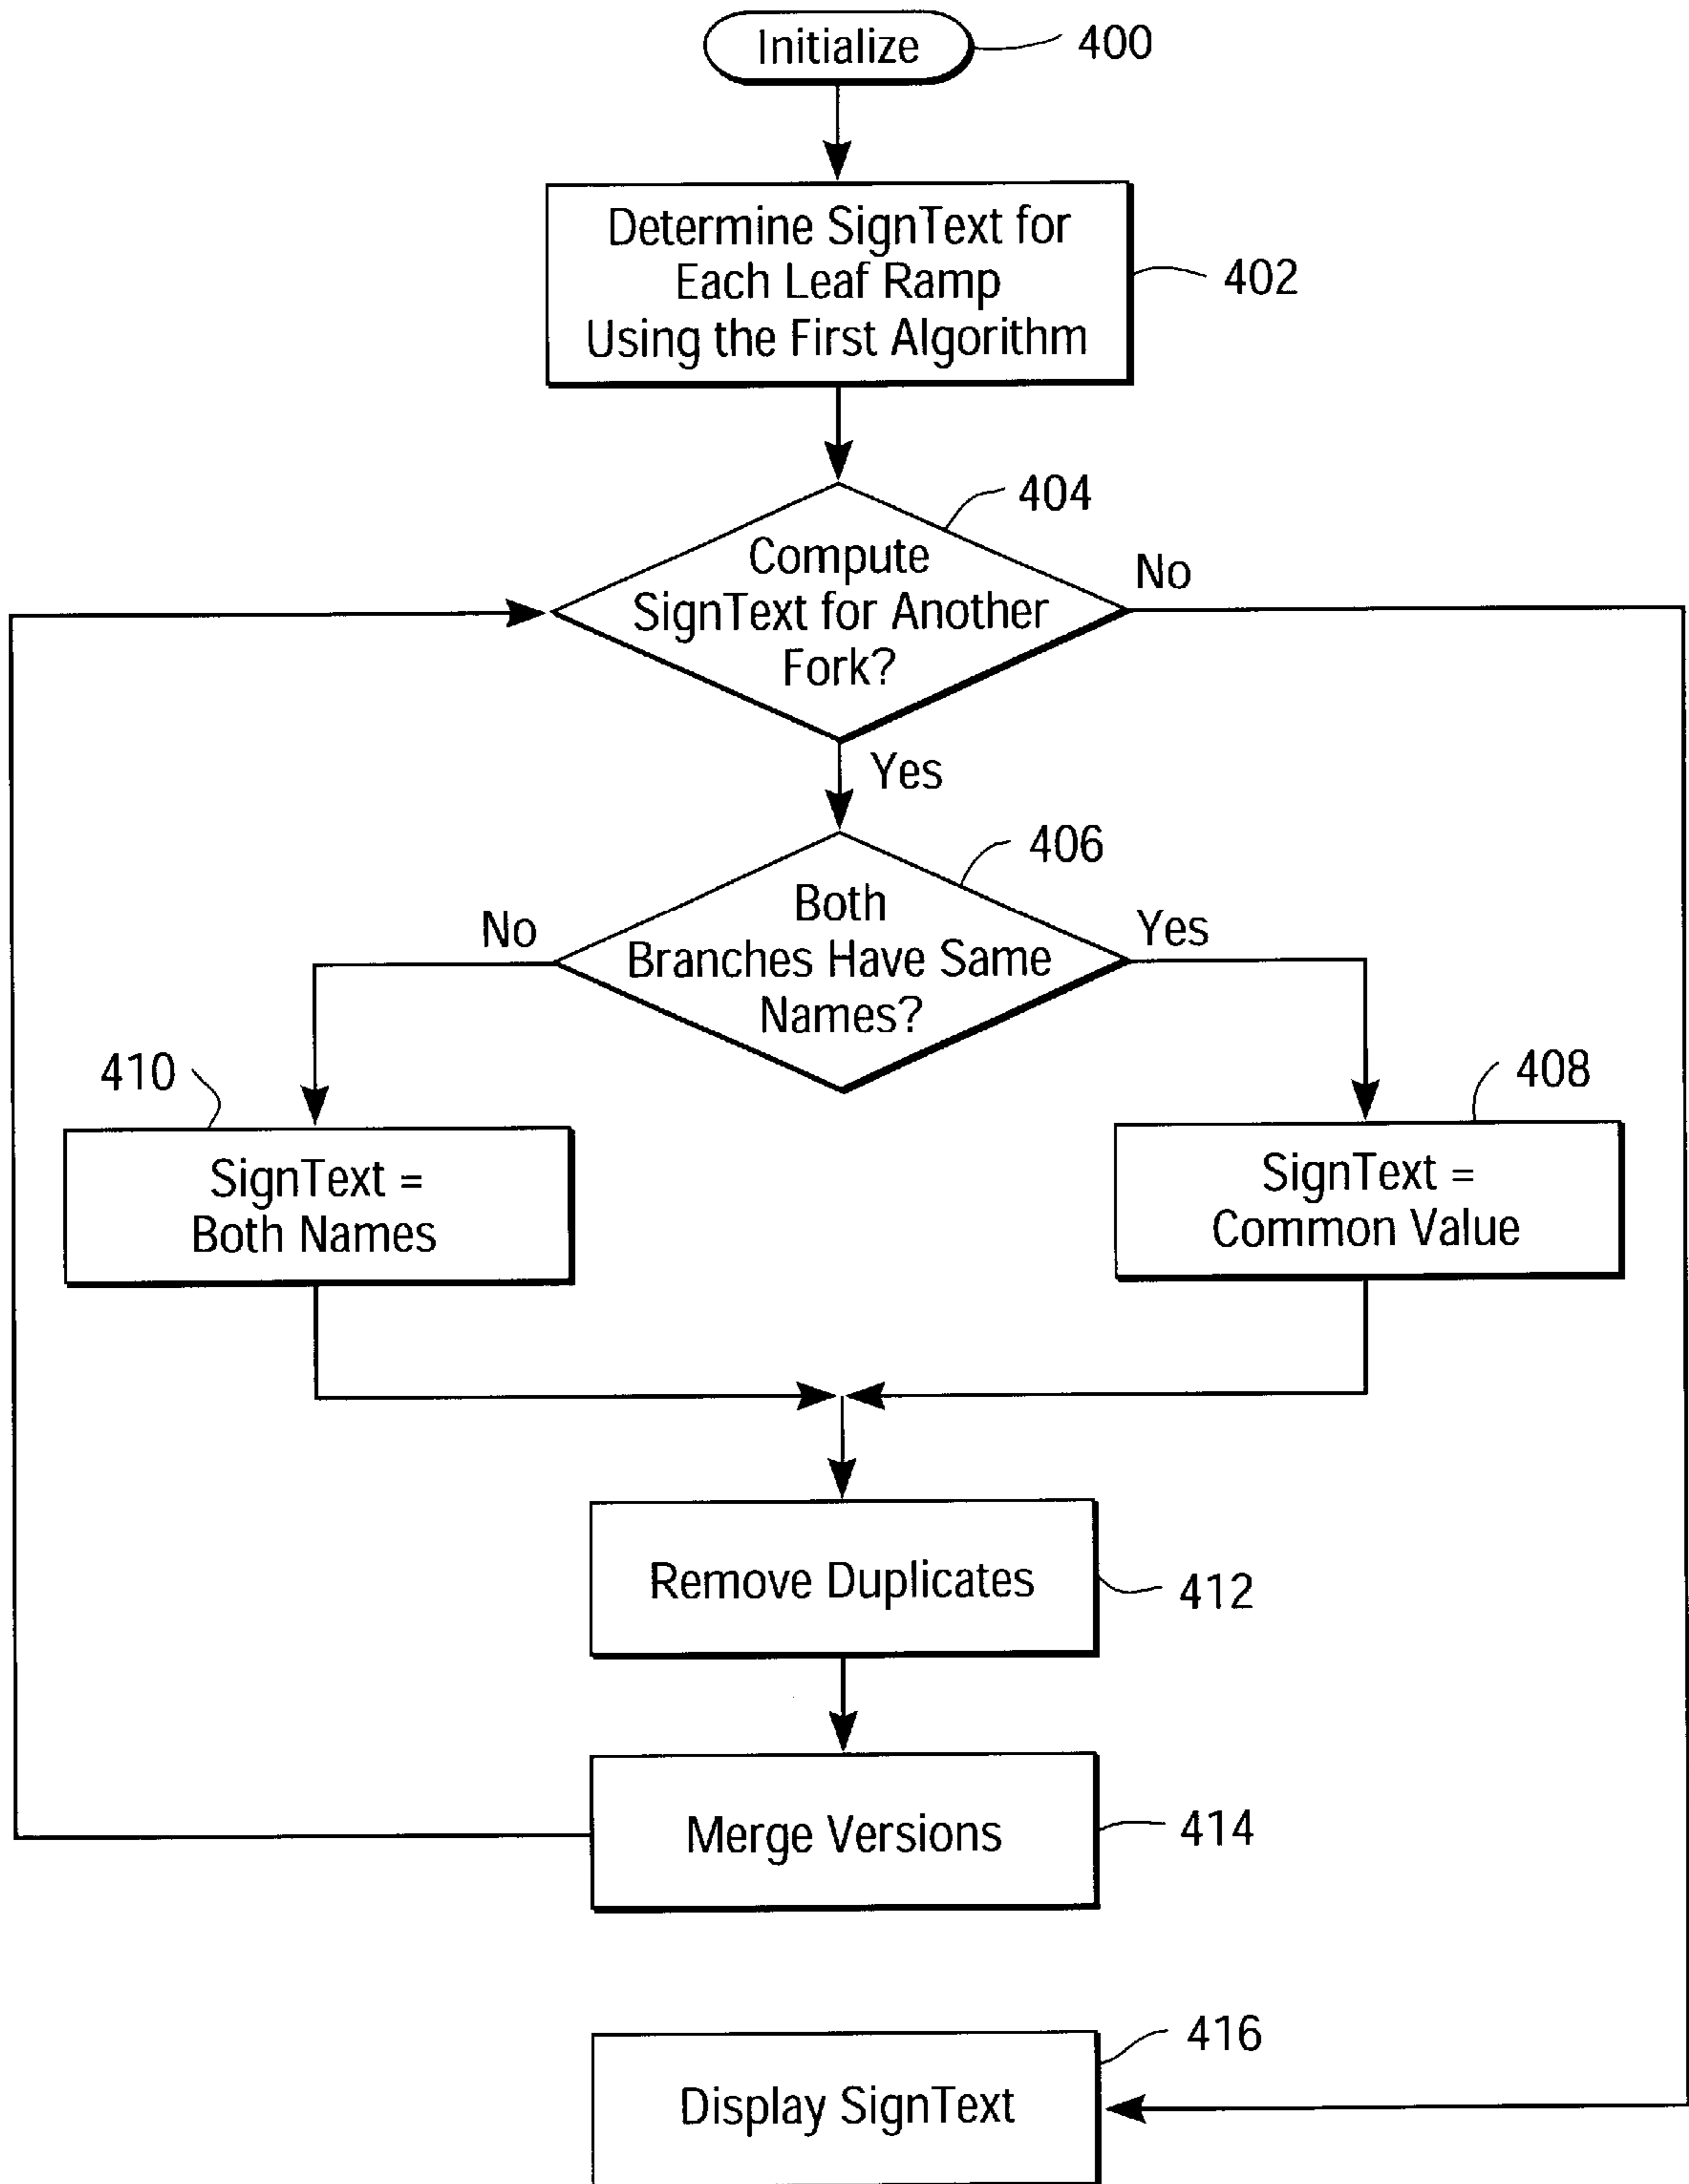 Initialize
400
Determine SignText for
Each Leaf Ramp
Using the First Algorithm
402
404
Compute
SignText for Another
Fork?
No
Yes
406
Both
Branches Have Same
Names?
No
Yes
410
SignText =
Both Names
408
SignText =
Common Value
Remove Duplicates
412
Merge Versions
414
416
Display SignText